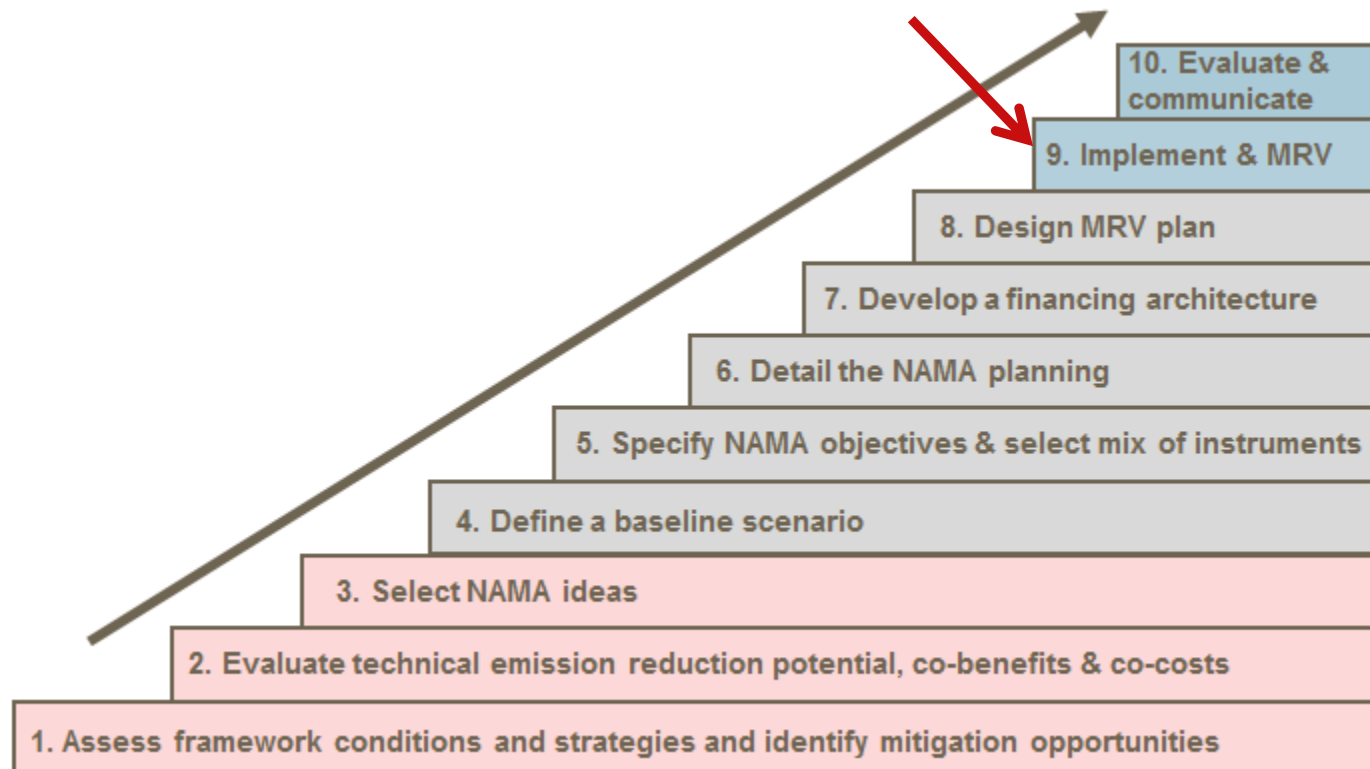 10. Evaluate &
communicate
9. Implement & MRV
8. Design MRV plan
7. Develop a financing architecture
6. Detail the NAMA planning
5. Specify NAMA objectives & select mix of instruments
4. Define a baseline scenario
3. Select NAMA ideas
2. Evaluate technical emission reduction potential, co-benefits & co-costs
1. Assess framework conditions and strategies and identify mitigation opportunities